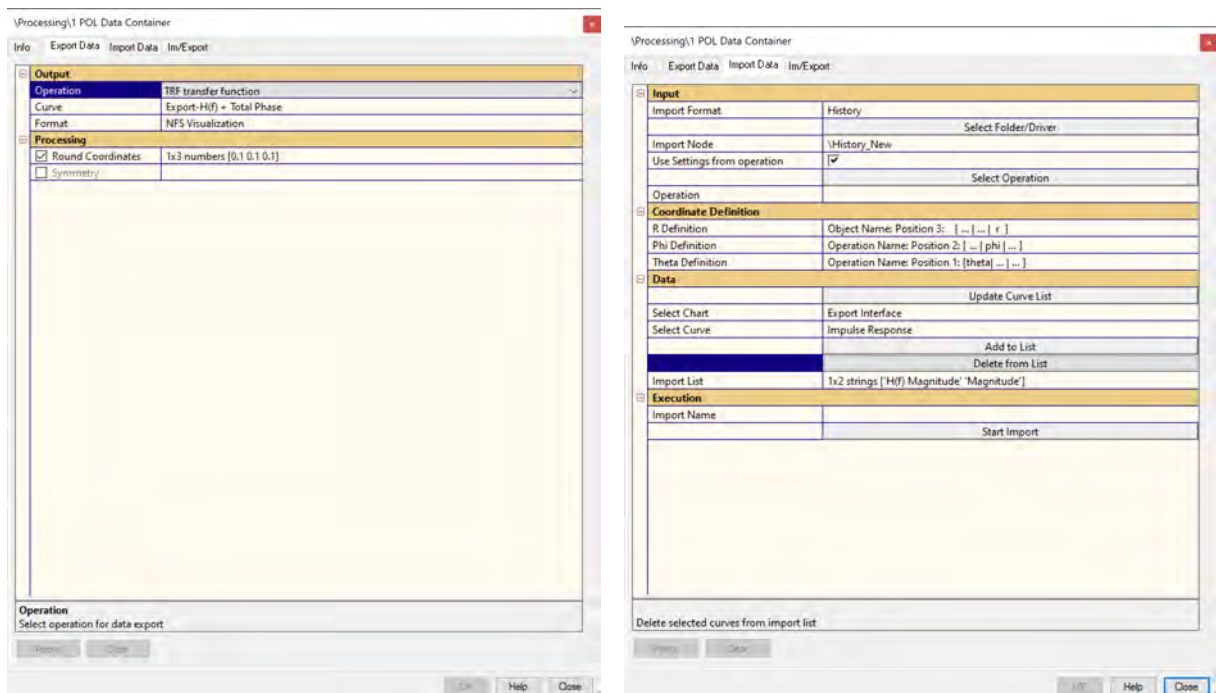 \Processing\1 POL Data Container
Info Export Data Import Data Im/Export
Output
Operation TRF transfer function
Curve Export-H(f) + Total Phase
Format NFS Visualization
Processing
Round Coordinates 1x3 numbers [0.1 0.1 0.1]
Symmetry
Operation
Select operation for data export
Help Close
\Processing\1 POL Data Container
Info Export Data Import Data Im/Export
Input
Import Format History
Select Folder/Driver
Import Node \History_New
Use Settings from operation
Select Operation
Operation
Coordinate Definition
R Definition Object Name: Position 3: [ ... | ... | r ]
Phi Definition Operation Name: Position 2: [ ... | phi | ... ]
Theta Definition Operation Name: Position 1: [theta| ... | ... ]
Data
Update Curve List
Select Chart Export Interface
Select Curve Impulse Response
Add to List
Delete from List
Import List 1x2 strings ['H(f) Magnitude' 'Magnitude']
Execution
Import Name
Start Import
Delete selected curves from import list
Clear
Help Close